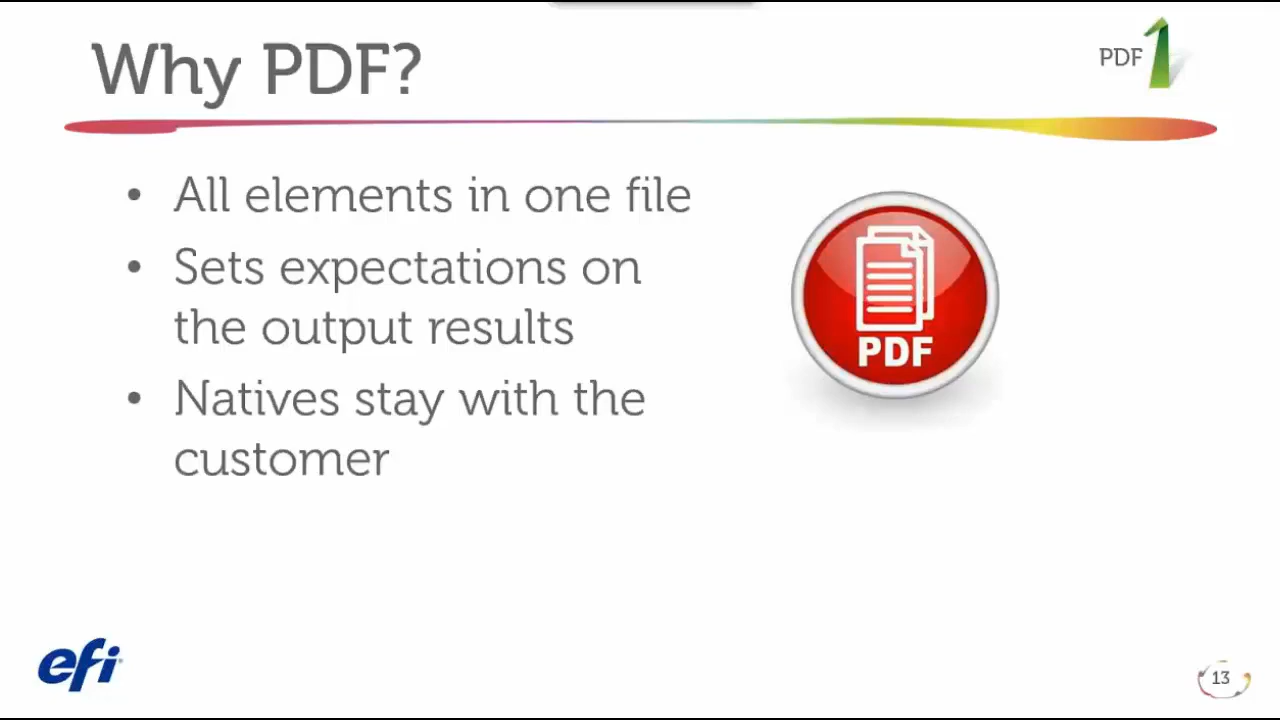 Why PDF?
PDF 1
• All elements in one file
• Sets expectations on
the output results
• Natives stay with the
customer
PDF
efi
13